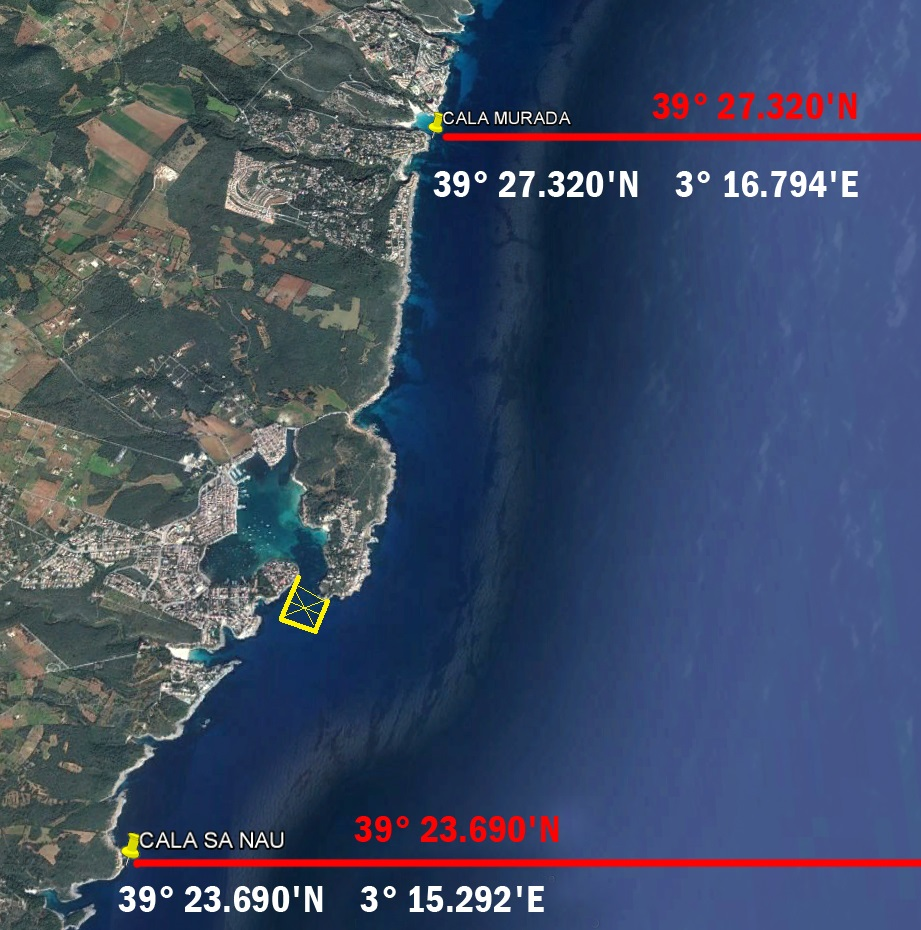 CALA MURADA
39° 27.320'N
39° 27.320'N 3° 16.794'E
CALA SA NAU
39° 23.690'N
39° 23.690'N 3° 15.292'E